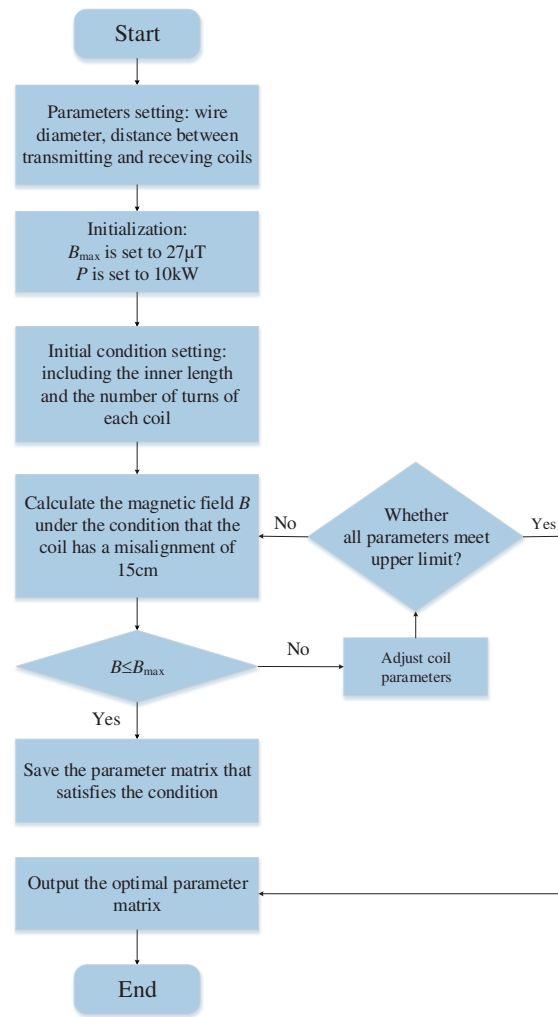 Start
Parameters setting: wire
diameter, distance between
transmitting and receving coils
Initialization:
Bmax is set to 27μT
P is set to 10kW
Initial condition setting:
including the inner length
and the number of turns of
each coil
Calculate the magnetic field B
under the condition that the
coil has a misalignment of
15cm
No
Whether
all parameters meet
upper limit?
Yes
B≤Bmax
No
Adjust coil
parameters
Yes
Save the parameter matrix that
satisfies the condition
Output the optimal parameter
matrix
End